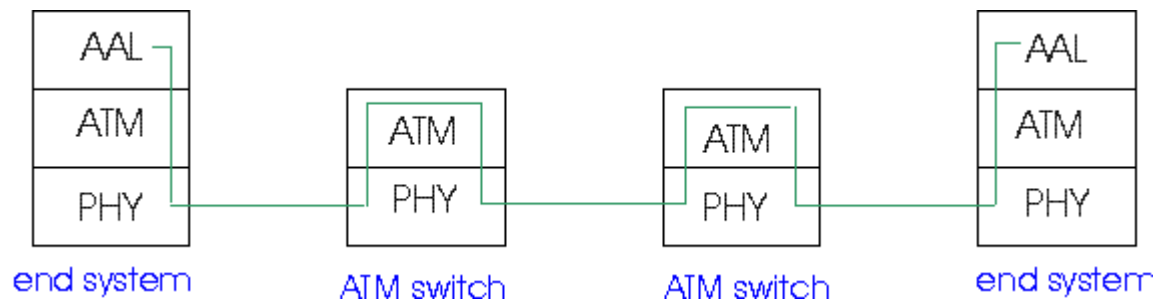 AAL
ATM
PHY
end system
ATM
PHY
ATM switch
ATM
PHY
ATM switch
AAL
ATM
PHY
end system